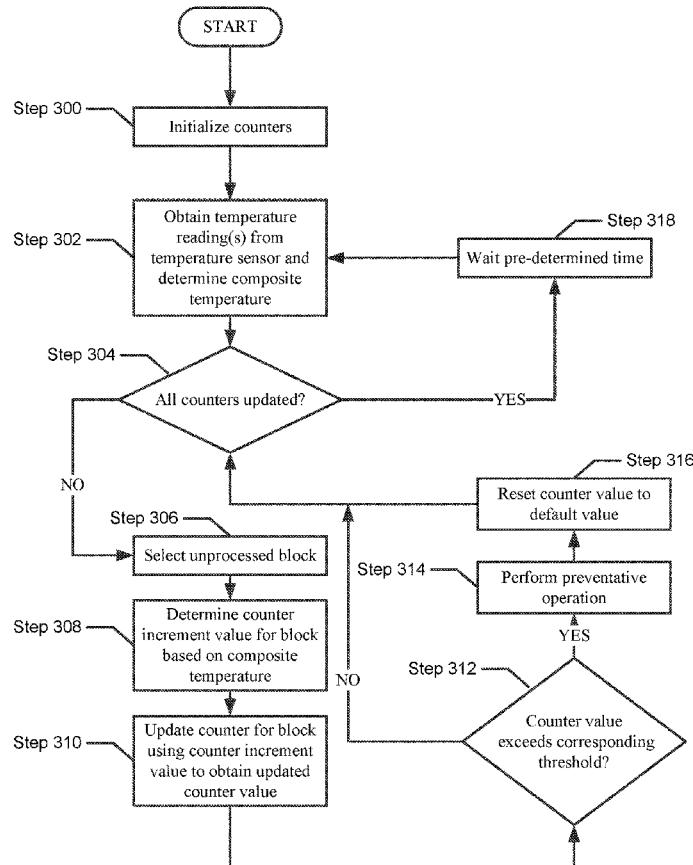 START
Step 300
Initialize counters
Step 302
Obtain temperature
reading(s) from
temperature sensor and
determine composite
temperature
Step 318
Wait pre-determined time
Step 304
All counters updated?
YES
NO
Step 306
Select unprocessed block
Step 308
Determine counter
increment value for block
based on composite
temperature
Step 310
Update counter for block
using counter increment
value to obtain updated
counter value
Step 312
Counter value
exceeds corresponding
threshold?
NO
YES
Step 314
Perform preventative
operation
Step 316
Reset counter value to
default value